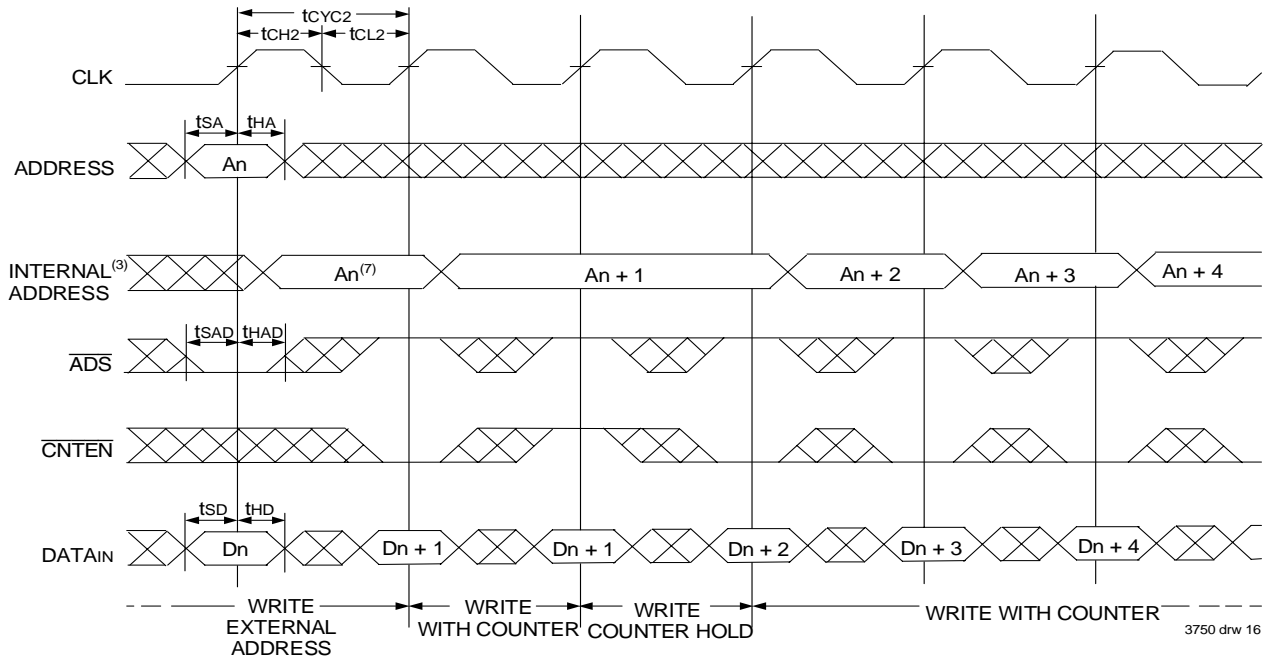 tCYC2
tCH2 tCL2
CLK
tSA tHA
ADDRESS An
INTERNAL(3) ADDRESS An(7) An + 1 An + 2 An + 3 An + 4
tSAD tHAD
ADS
CNTEN
tSD tHD
DATAIN Dn Dn + 1 Dn + 1 Dn + 2 Dn + 3 Dn + 4
WRITE EXTERNAL ADDRESS
WRITE WITH COUNTER
WRITE COUNTER HOLD
WRITE WITH COUNTER
3750 drw 16